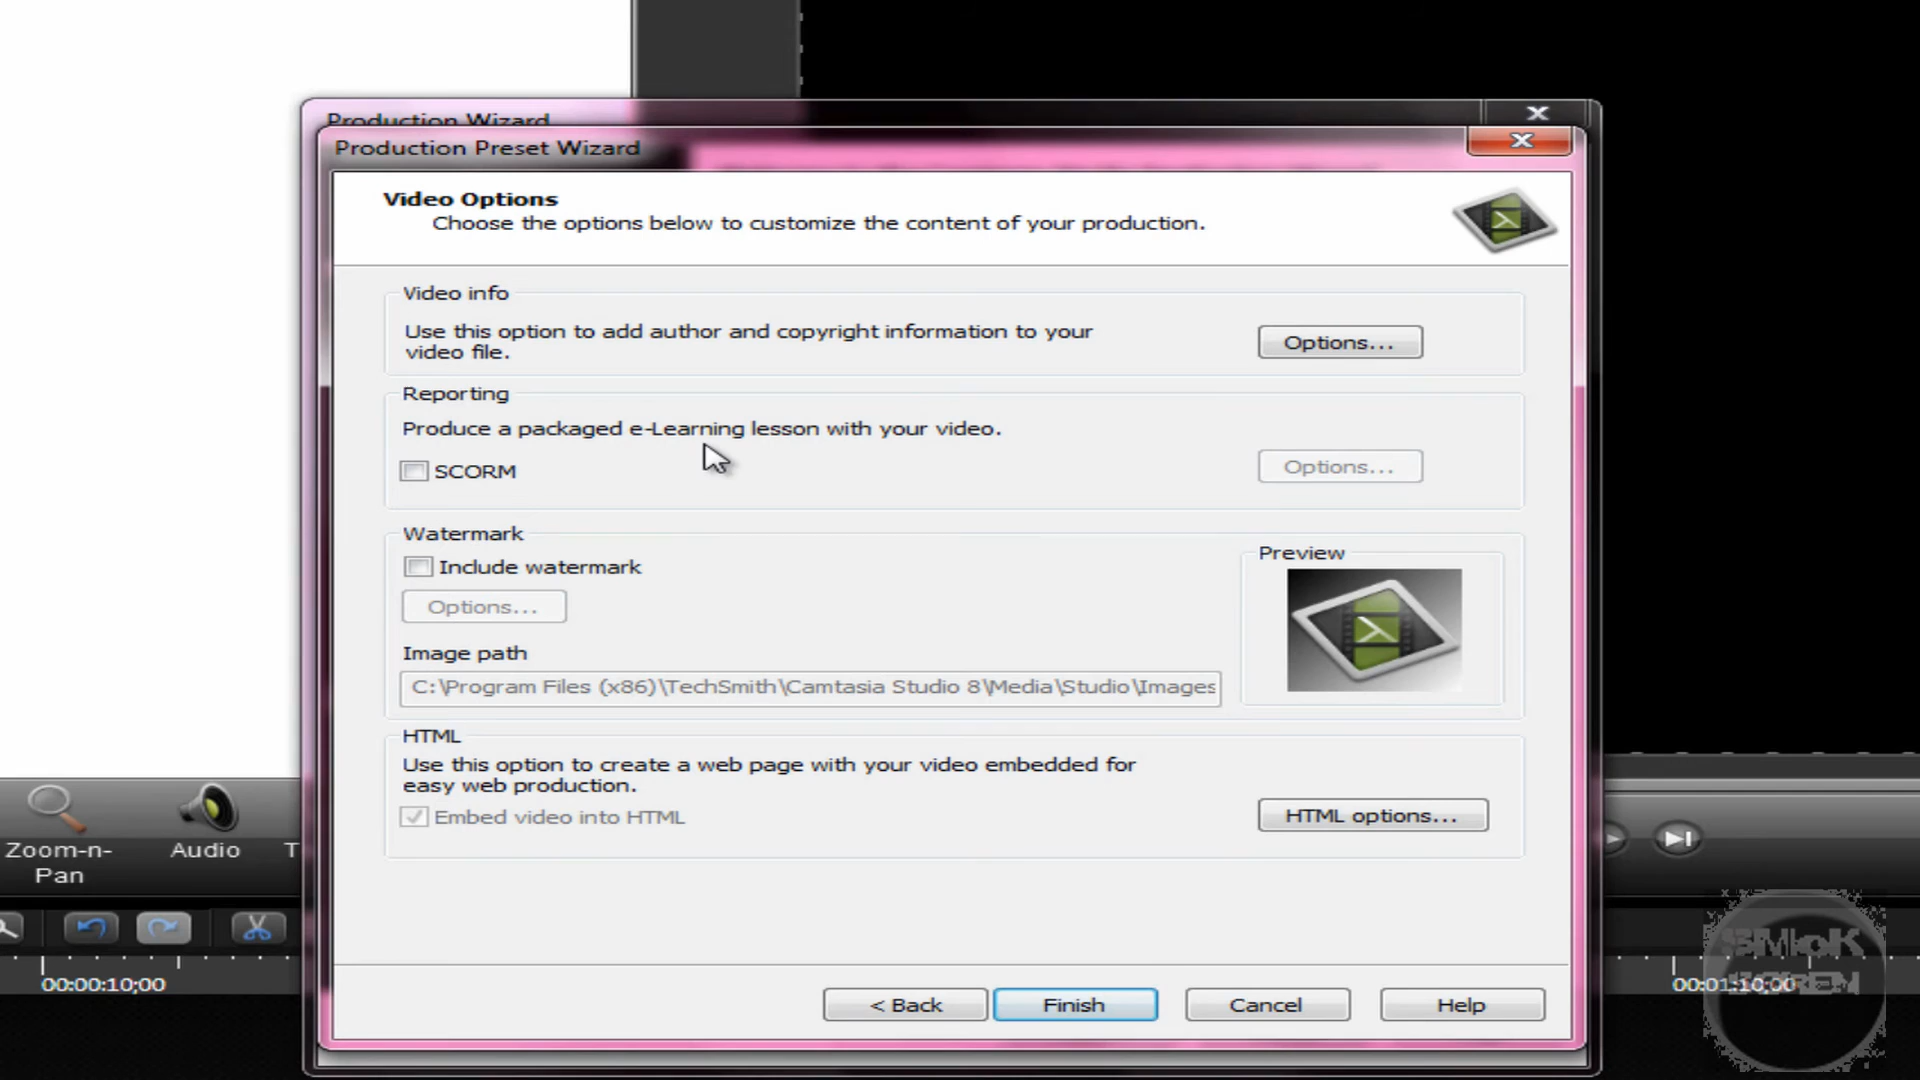 Production Wizard
Production Preset Wizard
Video Options
Choose the options below to customize the content of your production.
Video info
Use this option to add author and copyright information to your
video file.
Options...
Reporting
Produce a packaged e-Learning lesson with your video.
SCORM
Options...
Watermark
Include watermark
Options...
Preview
Image path
C:\Program Files (x86)\TechSmith\Camtasia Studio 8\Media\Studio\Images
HTML
Use this option to create a web page with your video embedded for
easy web production.
Embed video into HTML
HTML options...
Zoom-n-
Pan
Audio
T
00:00:10;00
00:01:10;00
< Back
Finish
Cancel
Help